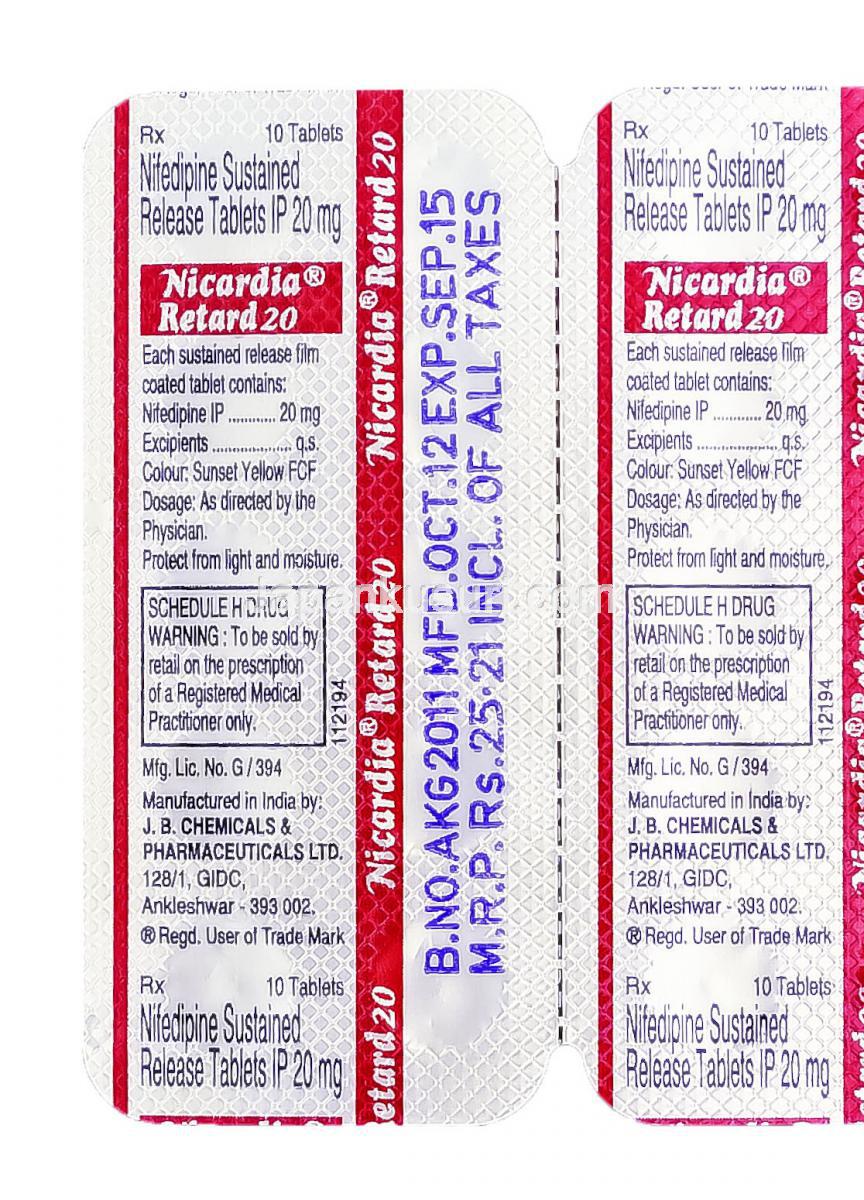 Rx 10 Tablets
Nifedipine Sustained
Release Tablets IP 20 mg
Nicardia®
Retard 20
Each sustained release film
coated tablet contains:
Nifedipine IP ............ 20 mg
Excipients .................... q.s.
Colour: Sunset Yellow FCF
Dosage: As directed by the
Physician.
Protect from light and moisture.
SCHEDULE H DRUG
WARNING : To be sold by
retail on the prescription
of a Registered Medical
Practitioner only.
112194
Mfg. Lic. No. G / 394
Manufactured in India by:
J. B. CHEMICALS &
PHARMACEUTICALS LTD.
128/1, GIDC,
Ankleshwar - 393 002.
® Regd. User of Trade Mark
Rx 10 Tablets
Nifedipine Sustained
Release Tablets IP 20 mg
Nicardia® Retard 20
Nicardia® Retard 20
Retard 20
B.NO.AKG2011 MFD.OCT.12 EXP.SEP.15
M.R.P. Rs.25.21 INCL. OF ALL TAXES
Rx 10 Tablets
Nifedipine Sustained
Release Tablets IP 20 mg
Nicardia®
Retard 20
Each sustained release film
coated tablet contains:
Nifedipine IP ............ 20 mg
Excipients .................... q.s.
Colour: Sunset Yellow FCF
Dosage: As directed by the
Physician.
Protect from light and moisture.
SCHEDULE H DRUG
WARNING : To be sold by
retail on the prescription
of a Registered Medical
Practitioner only.
112194
Mfg. Lic. No. G / 394
Manufactured in India by:
J. B. CHEMICALS &
PHARMACEUTICALS LTD.
128/1, GIDC,
Ankleshwar - 393 002.
® Regd. User of Trade Mark
Rx 10 Tablets
Nifedipine Sustained
Release Tablets IP 20 mg